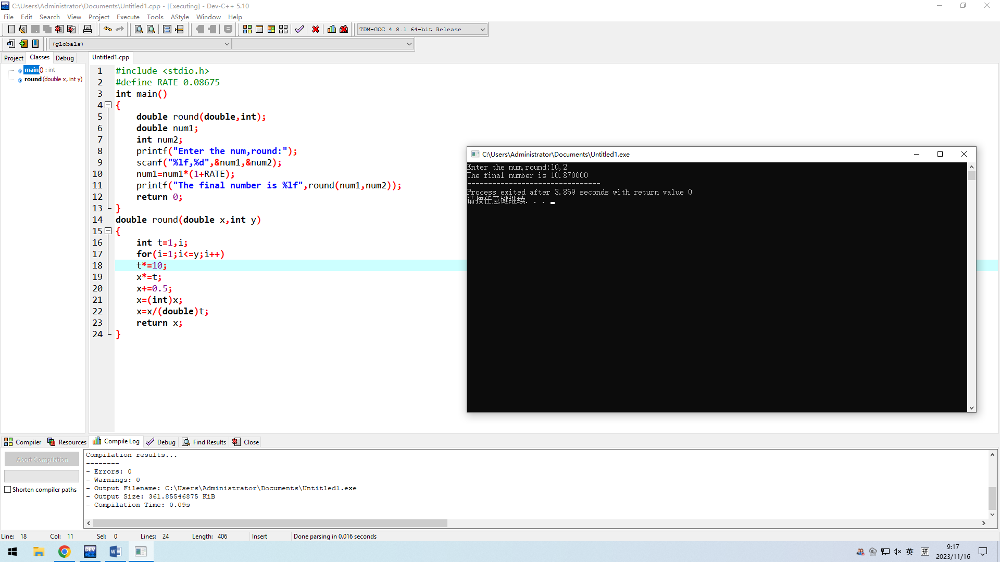 C:\Users\Administrator\Documents\Untitled1.cpp - [Executing] - Dev-C++ 5.10
File Edit Search View Project Execute Tools AStyle Window Help
TDM-GCC 4.8.1 64-bit Release
(globals)
Project Classes Debug
Untitled1.cpp
main() : int
round (double x, int y)
1 #include <stdio.h>
2 #define RATE 0.08675
3 int main()
4 {
5 double round(double,int);
6 double num1;
7 int num2;
8 printf("Enter the num,round:");
9 scanf("%lf,%d",&num1,&num2);
10 num1=num1*(1+RATE);
11 printf("The final number is %lf",round(num1,num2));
12 return 0;
13 }
14 double round(double x,int y)
15 {
16 int t=1,i;
17 for(i=1;i<=y;i++)
18 t*=10;
19 x*=t;
20 x+=0.5;
21 x=(int)x;
22 x=x/(double)t;
23 return x;
24 }
C:\Users\Administrator\Documents\Untitled1.exe
Enter the num,round:10,2
The final number is 10.870000
--------------------------------
Process exited after 3.869 seconds with return value 0
请按任意键继续. . .
Compiler Resources Compile Log Debug Find Results Close
Abort Compilation
Shorten compiler paths
Compilation results...
--------
- Errors: 0
- Warnings: 0
- Output Filename: C:\Users\Administrator\Documents\Untitled1.exe
- Output Size: 361.85546875 KiB
- Compilation Time: 0.09s
Line: 18 Col: 11 Sel: 0 Lines: 24 Length: 406 Insert Done parsing in 0.016 seconds
DEV
英 拼
9:17
2023/11/16